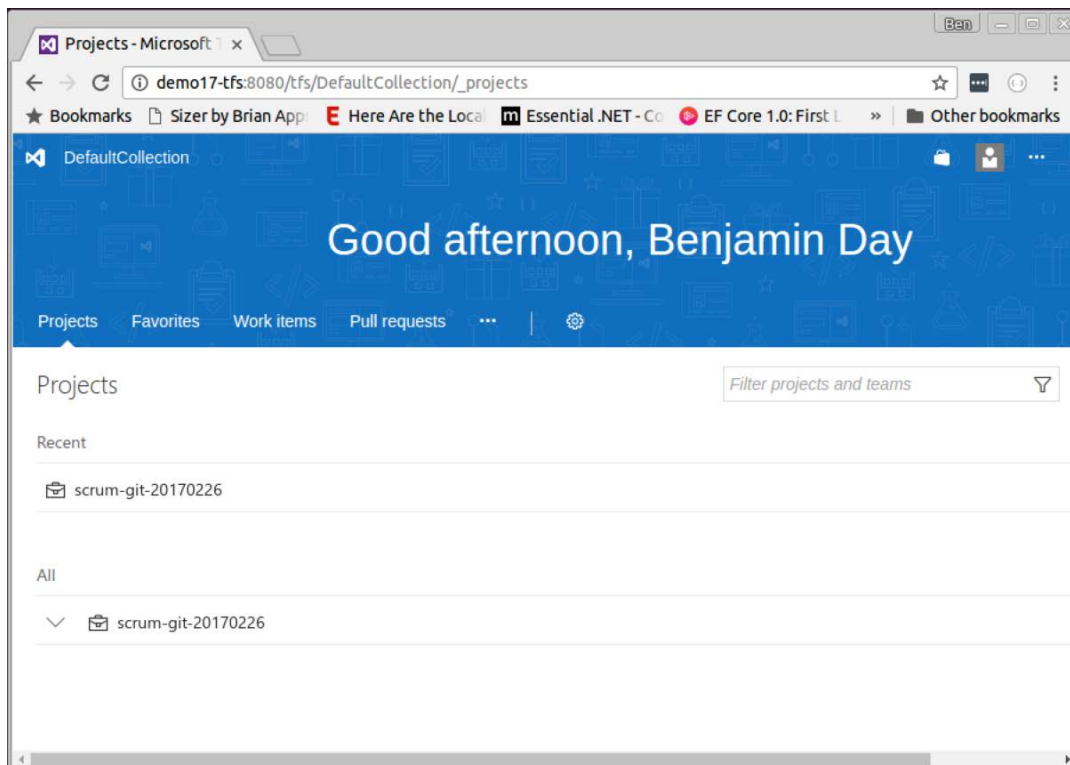 Ben
Projects - Microsoft T
demo17-tfs:8080/tfs/DefaultCollection/_projects
Bookmarks Sizer by Brian App Here Are the Loca Essential .NET - Co EF Core 1.0: First L » Other bookmarks
DefaultCollection
Good afternoon, Benjamin Day
Projects Favorites Work items Pull requests ... |
Projects
Filter projects and teams
Recent
scrum-git-20170226
All
scrum-git-20170226